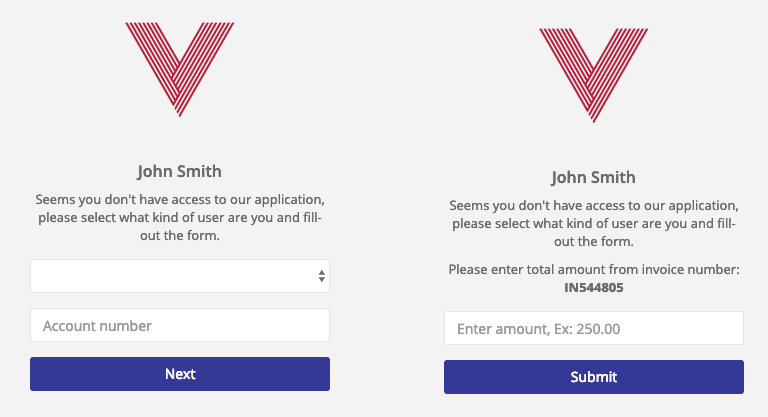 John Smith
Seems you don't have access to our application,
please select what kind of user are you and fill-
out the form.
Account number
Next
John Smith
Seems you don't have access to our application,
please select what kind of user are you and fill-
out the form.
Please enter total amount from invoice number:
IN544805
Enter amount, Ex: 250.00
Submit